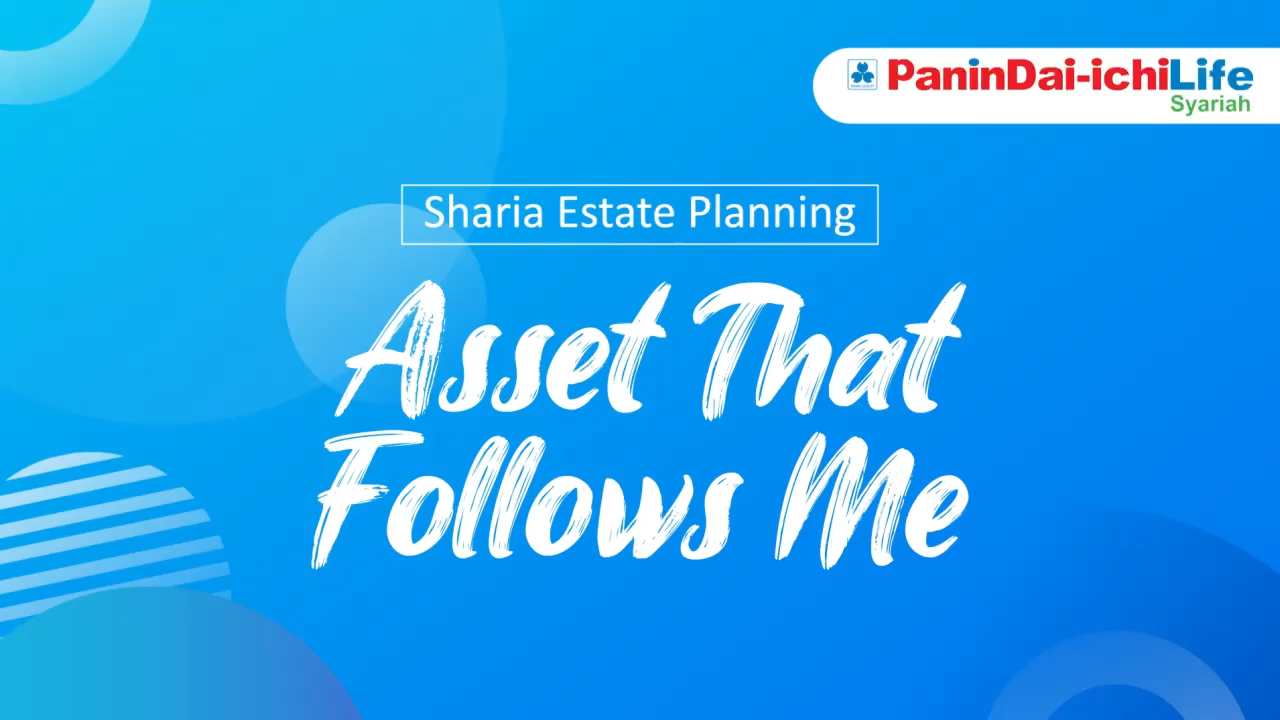 PaninDai-ichiLife
Syariah
Sharia Estate Planning
Asset That
Follows Me